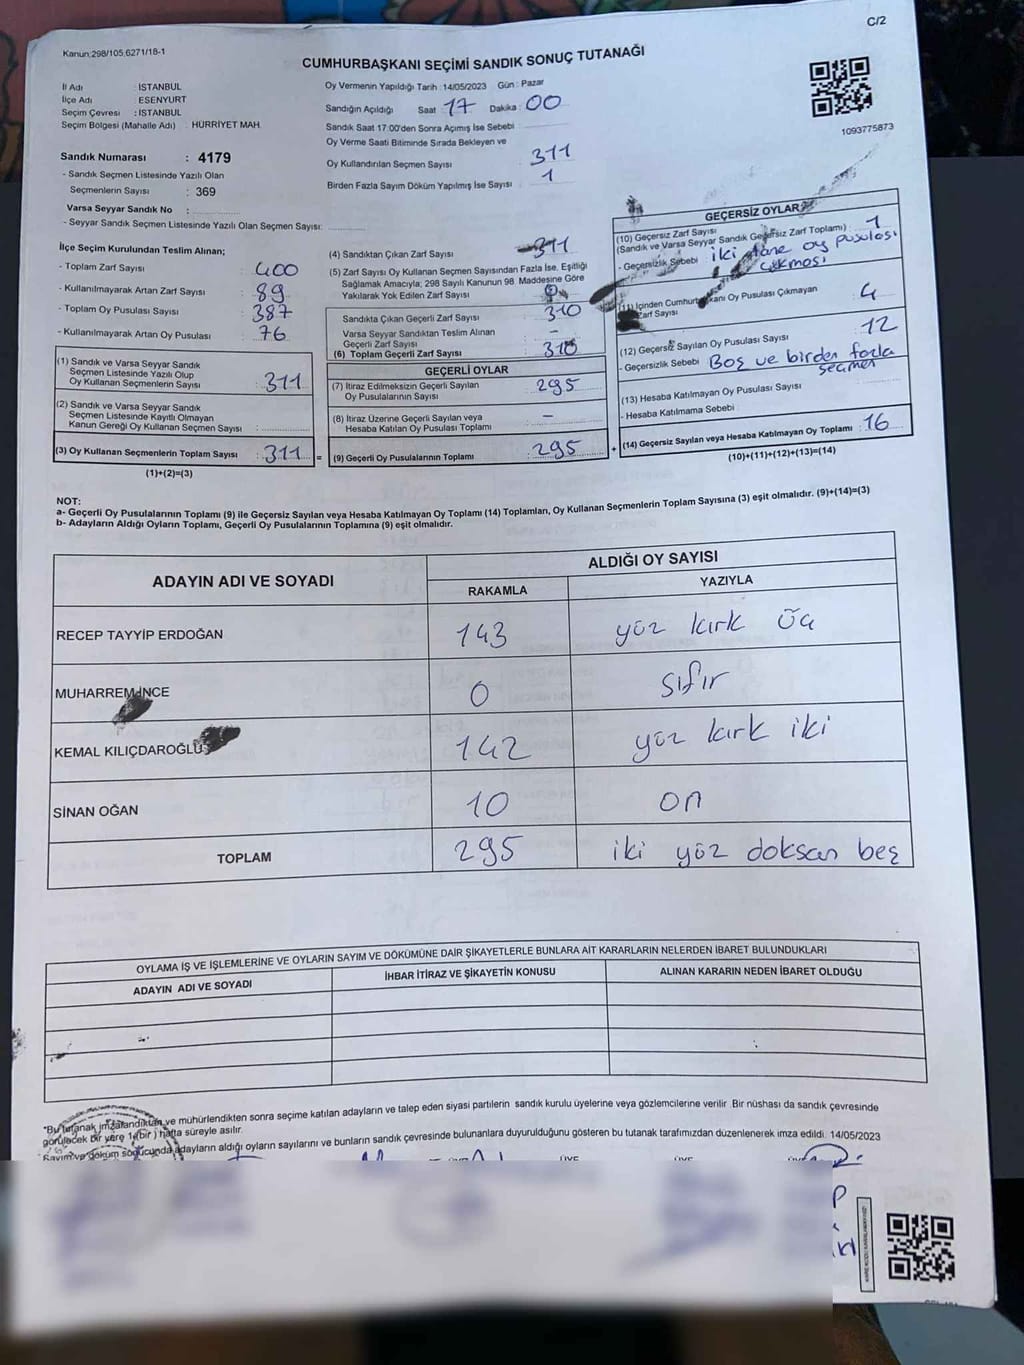 C/2
Kanun:298/105,6271/18-1
CUMHURBAŞKANI SEÇİMİ SANDIK SONUÇ TUTANAĞI
1093775873
İl Adı : İSTANBUL
İlçe Adı : ESENYURT
Seçim Çevresi : İSTANBUL
Seçim Bölgesi (Mahalle Adı) : HÜRRİYET MAH.
Oy Vermenin Yapıldığı Tarih :14/05/2023 Gün : Pazar
Sandığın Açıldığı Saat 17 Dakika : 00
Sandık Saat 17:00'den Sonra Açımış İse Sebebi
Oy Verme Saati Bitiminde Sırada Bekleyen ve
Oy Kullandırılan Seçmen Sayısı 311
Birden Fazla Sayım Döküm Yapılmış İse Sayısı 1
Sandık Numarası : 4179
- Sandık Seçmen Listesinde Yazılı Olan
Seçmenlerin Sayısı : 369
Varsa Seyyar Sandık No :
- Seyyar Sandık Seçmen Listesinde Yazılı Olan Seçmen Sayısı:
İlçe Seçim Kurulundan Teslim Alınan;
- Toplam Zarf Sayısı : 400
- Kullanılmayarak Artan Zarf Sayısı : 89
- Toplam Oy Pusulası Sayısı : 387
- Kullanılmayarak Artan Oy Pusulası : 76
(1) Sandık ve Varsa Seyyar Sandık
Seçmen Listesinde Yazılı Olup
Oy Kullanan Seçmenlerin Sayısı : 311
(2) Sandık ve Varsa Seyyar Sandık
Seçmen Listesinde Kayıtlı Olmayan
Kanun Gereği Oy Kullanan Seçmen Sayısı :
(3) Oy Kullanan Seçmenlerin Toplam Sayısı : 311 =
(1)+(2)=(3)
(4) Sandıktan Çıkan Zarf Sayısı 311
(5) Zarf Sayısı Oy Kullanan Seçmen Sayısından Fazla İse, Eşitliği
Sağlamak Amacıyla; 298 Sayılı Kanunun 98. Maddesine Göre
Yakılarak Yok Edilen Zarf Sayısı
Sandıkta Çıkan Geçerli Zarf Sayısı : 310
Varsa Seyyar Sandıktan Teslim Alınan
Geçerli Zarf Sayısı : –
(6) Toplam Geçerli Zarf Sayısı : 310
GEÇERLİ OYLAR
(7) İtiraz Edilmeksizin Geçerli Sayılan
Oy Pusulalarının Sayısı : 295
(8) İtiraz Üzerine Geçerli Sayılan veya
Hesaba Katılan Oy Pusulası Toplamı : –
(9) Geçerli Oy Pusulalarının Toplamı : 295 +
GEÇERSİZ OYLAR
(10) Geçersiz Zarf Sayısı
(Sandık ve Varsa Seyyar Sandık Geçersiz Zarf Toplamı) : 1
- Geçersizlik Sebebi iki tane oy pusulası
çıkması
(11) İçinden Cumhurbaşkanı Oy Pusulası Çıkmayan
Zarf Sayısı 4
(12) Geçersiz Sayılan Oy Pusulası Sayısı : 12
- Geçersizlik Sebebi Boş ve birden fazla
seçmen
(13) Hesaba Katılmayan Oy Pusulası Sayısı :
- Hesaba Katılmama Sebebi :
(14) Geçersiz Sayılan veya Hesaba Katılmayan Oy Toplamı : 16
(10)+(11)+(12)+(13)=(14)
NOT:
a- Geçerli Oy Pusulalarının Toplamı (9) ile Geçersiz Sayılan veya Hesaba Katılmayan Oy Toplamı (14) Toplamları, Oy Kullanan Seçmenlerin Toplam Sayısına (3) eşit olmalıdır. (9)+(14)=(3)
b- Adayların Aldığı Oyların Toplamı, Geçerli Oy Pusulalarının Toplamına (9) eşit olmalıdır.
ADAYIN ADI VE SOYADI
ALDIĞI OY SAYISI
RAKAMLA YAZIYLA
RECEP TAYYİP ERDOĞAN 143 yüz kırk üç
MUHARREM İNCE 0 sıfır
KEMAL KILIÇDAROĞLU 142 yüz kırk iki
SİNAN OĞAN 10 on
TOPLAM 295 iki yüz doksan beş
OYLAMA İŞ VE İŞLEMLERİNE VE OYLARIN SAYIM VE DÖKÜMÜNE DAİR ŞİKAYETLERLE BUNLARA AİT KARARLARIN NELERDEN İBARET BULUNDUKLARI
ADAYIN ADI VE SOYADI İHBAR İTİRAZ VE ŞİKAYETİN KONUSU ALINAN KARARIN NEDEN İBARET OLDUĞU
*Bu tutanak imzalandıktan ve mühürlendikten sonra seçime katılan adayların ve talep eden siyasi partilerin sandık kurulu üyelerine veya gözlemcilerine verilir .Bir nüshası da sandık çevresinde
görülecek bir yere 1 (bir ) hafta süreyle asılır.
Sayım ve döküm sonucunda adayların aldığı oyların sayılarını ve bunların sandık çevresinde bulunanlara duyurulduğunu gösteren bu tutanak tarafımızdan düzenlenerek imza edildi. 14/05/2023
ÜYE ÜYE ÜYE